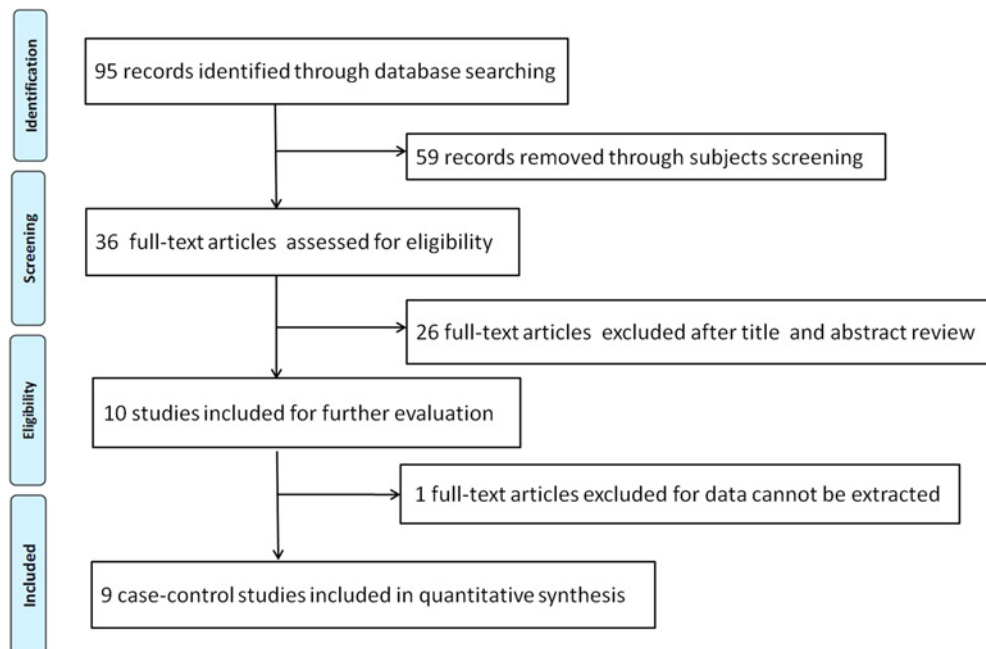 Identification
95 records identified through database searching
59 records removed through subjects screening
Screening
36 full-text articles assessed for eligibility
26 full-text articles excluded after title and abstract review
Eligibility
10 studies included for further evaluation
1 full-text articles excluded for data cannot be extracted
Included
9 case-control studies included in quantitative synthesis